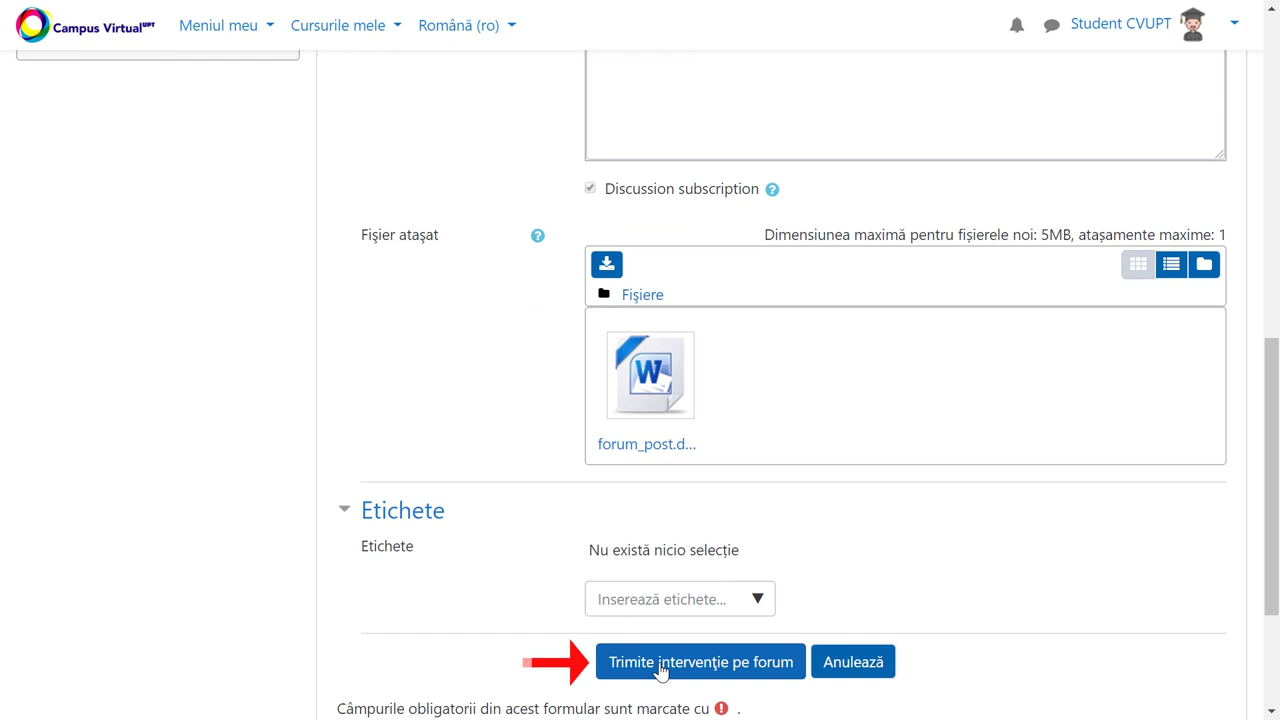 Campus Virtual UPT Meniul meu Cursurile mele Română (ro) Student CVUPT
Discussion subscription ?
Fișier atașat ? Dimensiunea maximă pentru fișierele noi: 5MB, atașamente maxime: 1
Fișiere
W
forum_post.d...
Etichete
Etichete Nu există nicio selecție
Inserează etichete... ▼
Trimite intervenţie pe forum Anulează
Câmpurile obligatorii din acest formular sunt marcate cu .